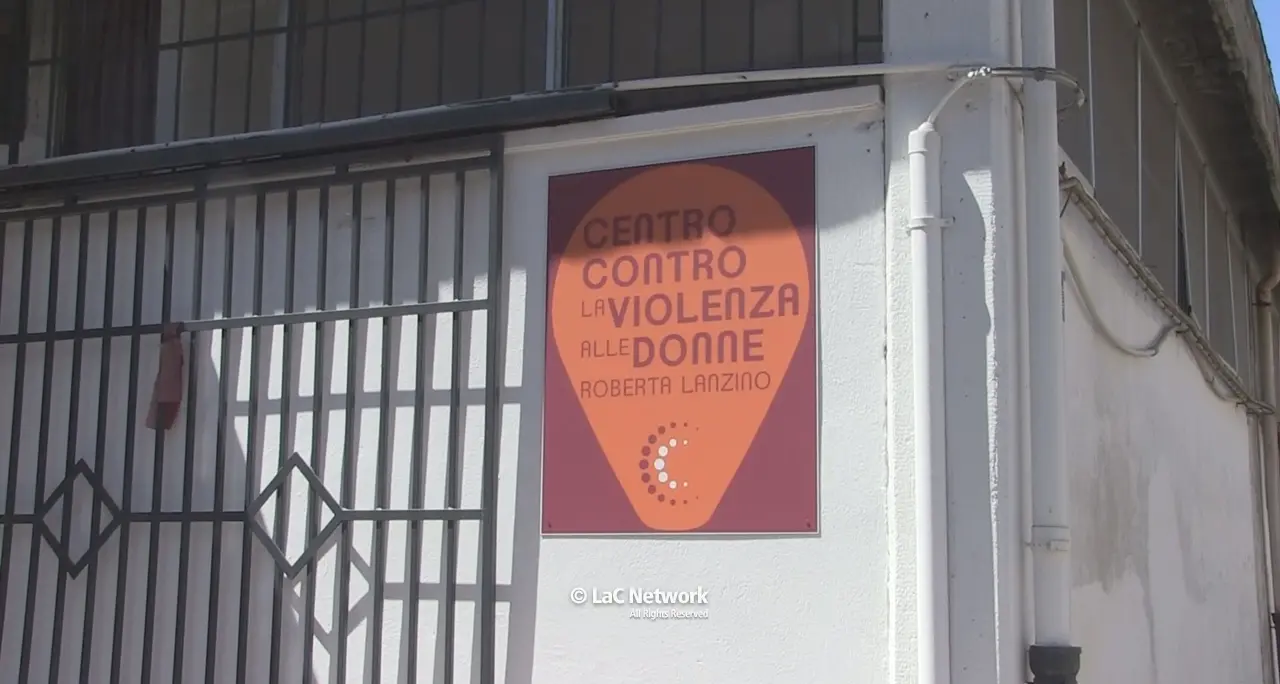 CENTRO
CONTRO
LA VIOLENZA
ALLE DONNE
ROBERTA LANZINO
© LaC Network
All Rights Reserved